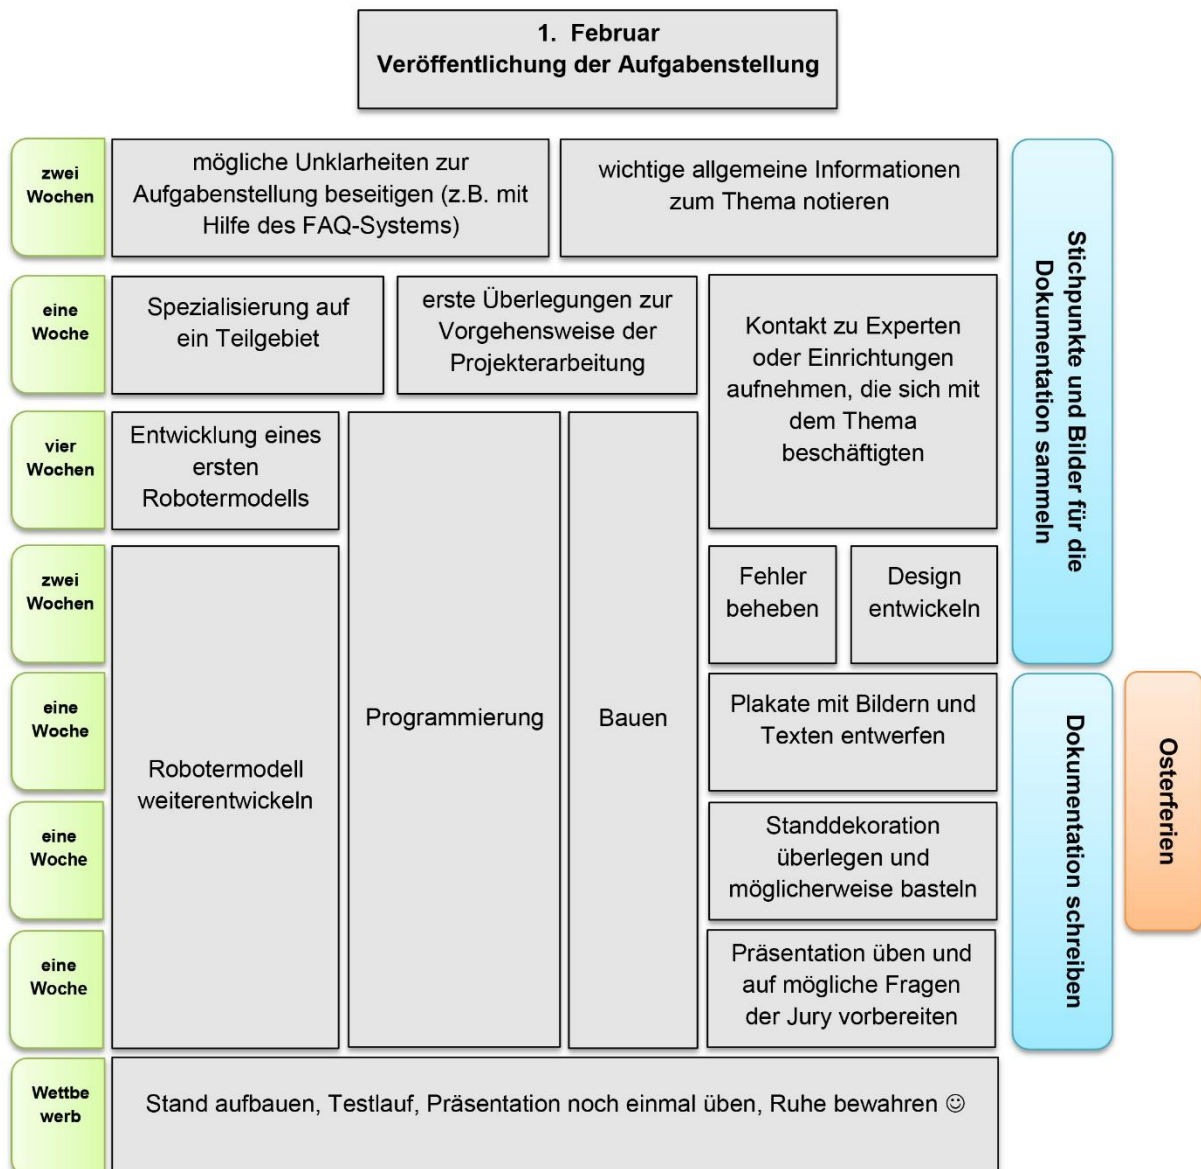 1. Februar
Veröffentlichung der Aufgabenstellung
zwei
Wochen
mögliche Unklarheiten zur
Aufgabenstellung beseitigen (z.B. mit
Hilfe des FAQ-Systems)
wichtige allgemeine Informationen
zum Thema notieren
eine
Woche
Spezialisierung auf
ein Teilgebiet
erste Überlegungen zur
Vorgehensweise der
Projekterarbeitung
Kontakt zu Experten
oder Einrichtungen
aufnehmen, die sich mit
dem Thema
beschäftigten
vier
Wochen
Entwicklung eines
ersten
Robotermodells
Programmierung
Bauen
zwei
Wochen
Robotermodell
weiterentwickeln
Fehler
beheben
Design
entwickeln
eine
Woche
Plakate mit Bildern und
Texten entwerfen
eine
Woche
Standdekoration
überlegen und
möglicherweise basteln
eine
Woche
Präsentation üben und
auf mögliche Fragen
der Jury vorbereiten
Wettbe
werb
Stand aufbauen, Testlauf, Präsentation noch einmal üben, Ruhe bewahren ☺
Stichpunkte und Bilder für die
Dokumentation sammeln
Dokumentation schreiben
Osterferien